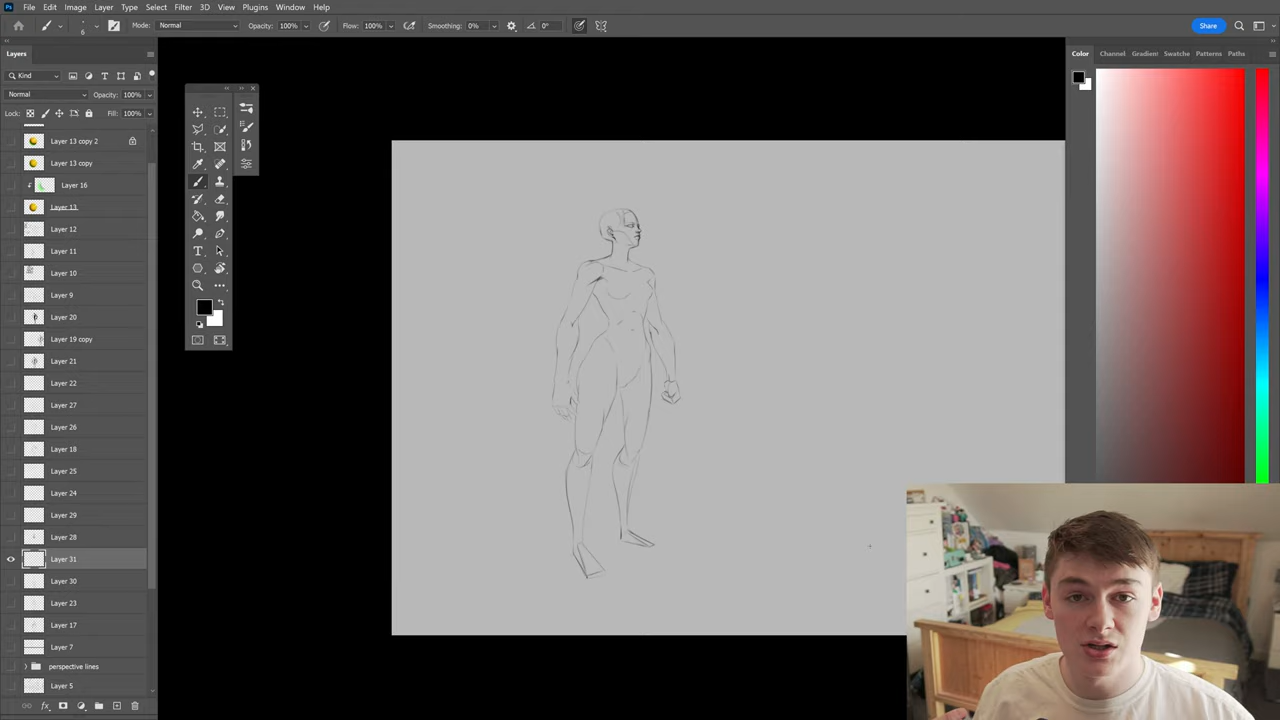 Ps File Edit Image Layer Type Select Filter 3D View Plugins Window Help
6 Mode: Normal Opacity: 100% Flow: 100% Smoothing: 0% 0° Share
Layers
Kind
Normal Opacity: 100%
Lock: Fill: 100%
Layer 13 copy 2
Layer 13 copy
Layer 16
Layer 13
Layer 12
Layer 11
Layer 10
Layer 9
Layer 20
Layer 19 copy
Layer 21
Layer 22
Layer 27
Layer 26
Layer 18
Layer 25
Layer 24
Layer 29
Layer 28
Layer 31
Layer 30
Layer 23
Layer 17
Layer 7
perspective lines
Layer 5
fx
Color Channel Gradien Swatche Patterns Paths